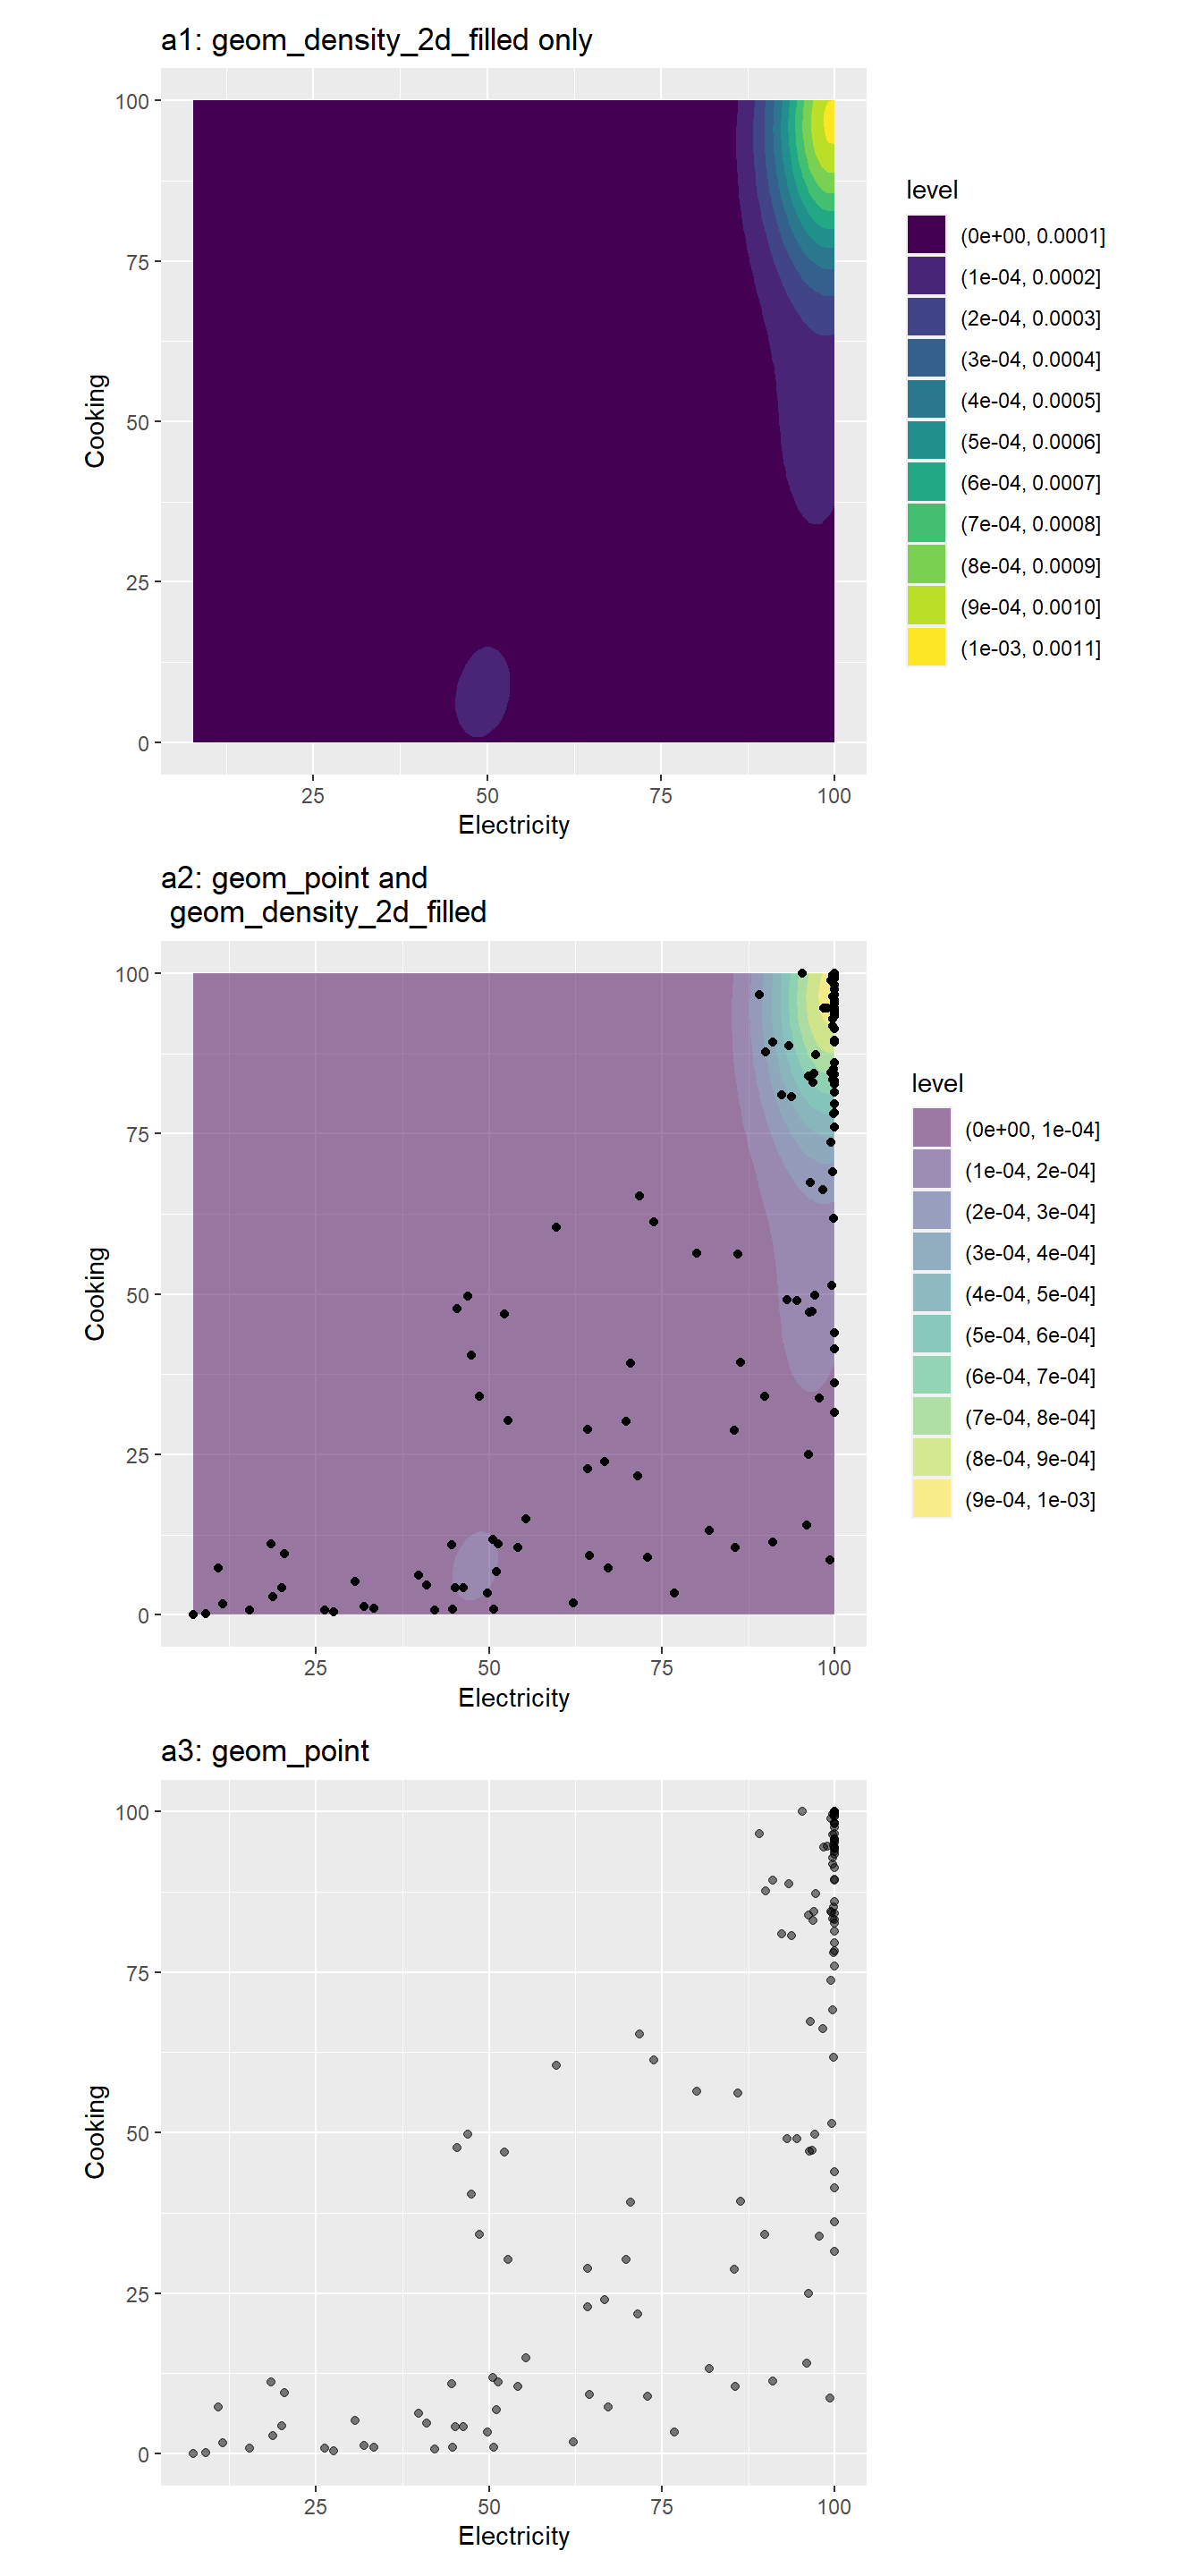 a1: geom_density_2d_filled only
100
75
50
25
0
Cooking
25 50 75 100
Electricity
level
(0e+00, 0.0001]
(1e-04, 0.0002]
(2e-04, 0.0003]
(3e-04, 0.0004]
(4e-04, 0.0005]
(5e-04, 0.0006]
(6e-04, 0.0007]
(7e-04, 0.0008]
(8e-04, 0.0009]
(9e-04, 0.0010]
(1e-03, 0.0011]
a2: geom_point and
geom_density_2d_filled
100
75
50
25
0
Cooking
25 50 75 100
Electricity
level
(0e+00, 1e-04]
(1e-04, 2e-04]
(2e-04, 3e-04]
(3e-04, 4e-04]
(4e-04, 5e-04]
(5e-04, 6e-04]
(6e-04, 7e-04]
(7e-04, 8e-04]
(8e-04, 9e-04]
(9e-04, 1e-03]
a3: geom_point
100
75
50
25
0
Cooking
25 50 75 100
Electricity